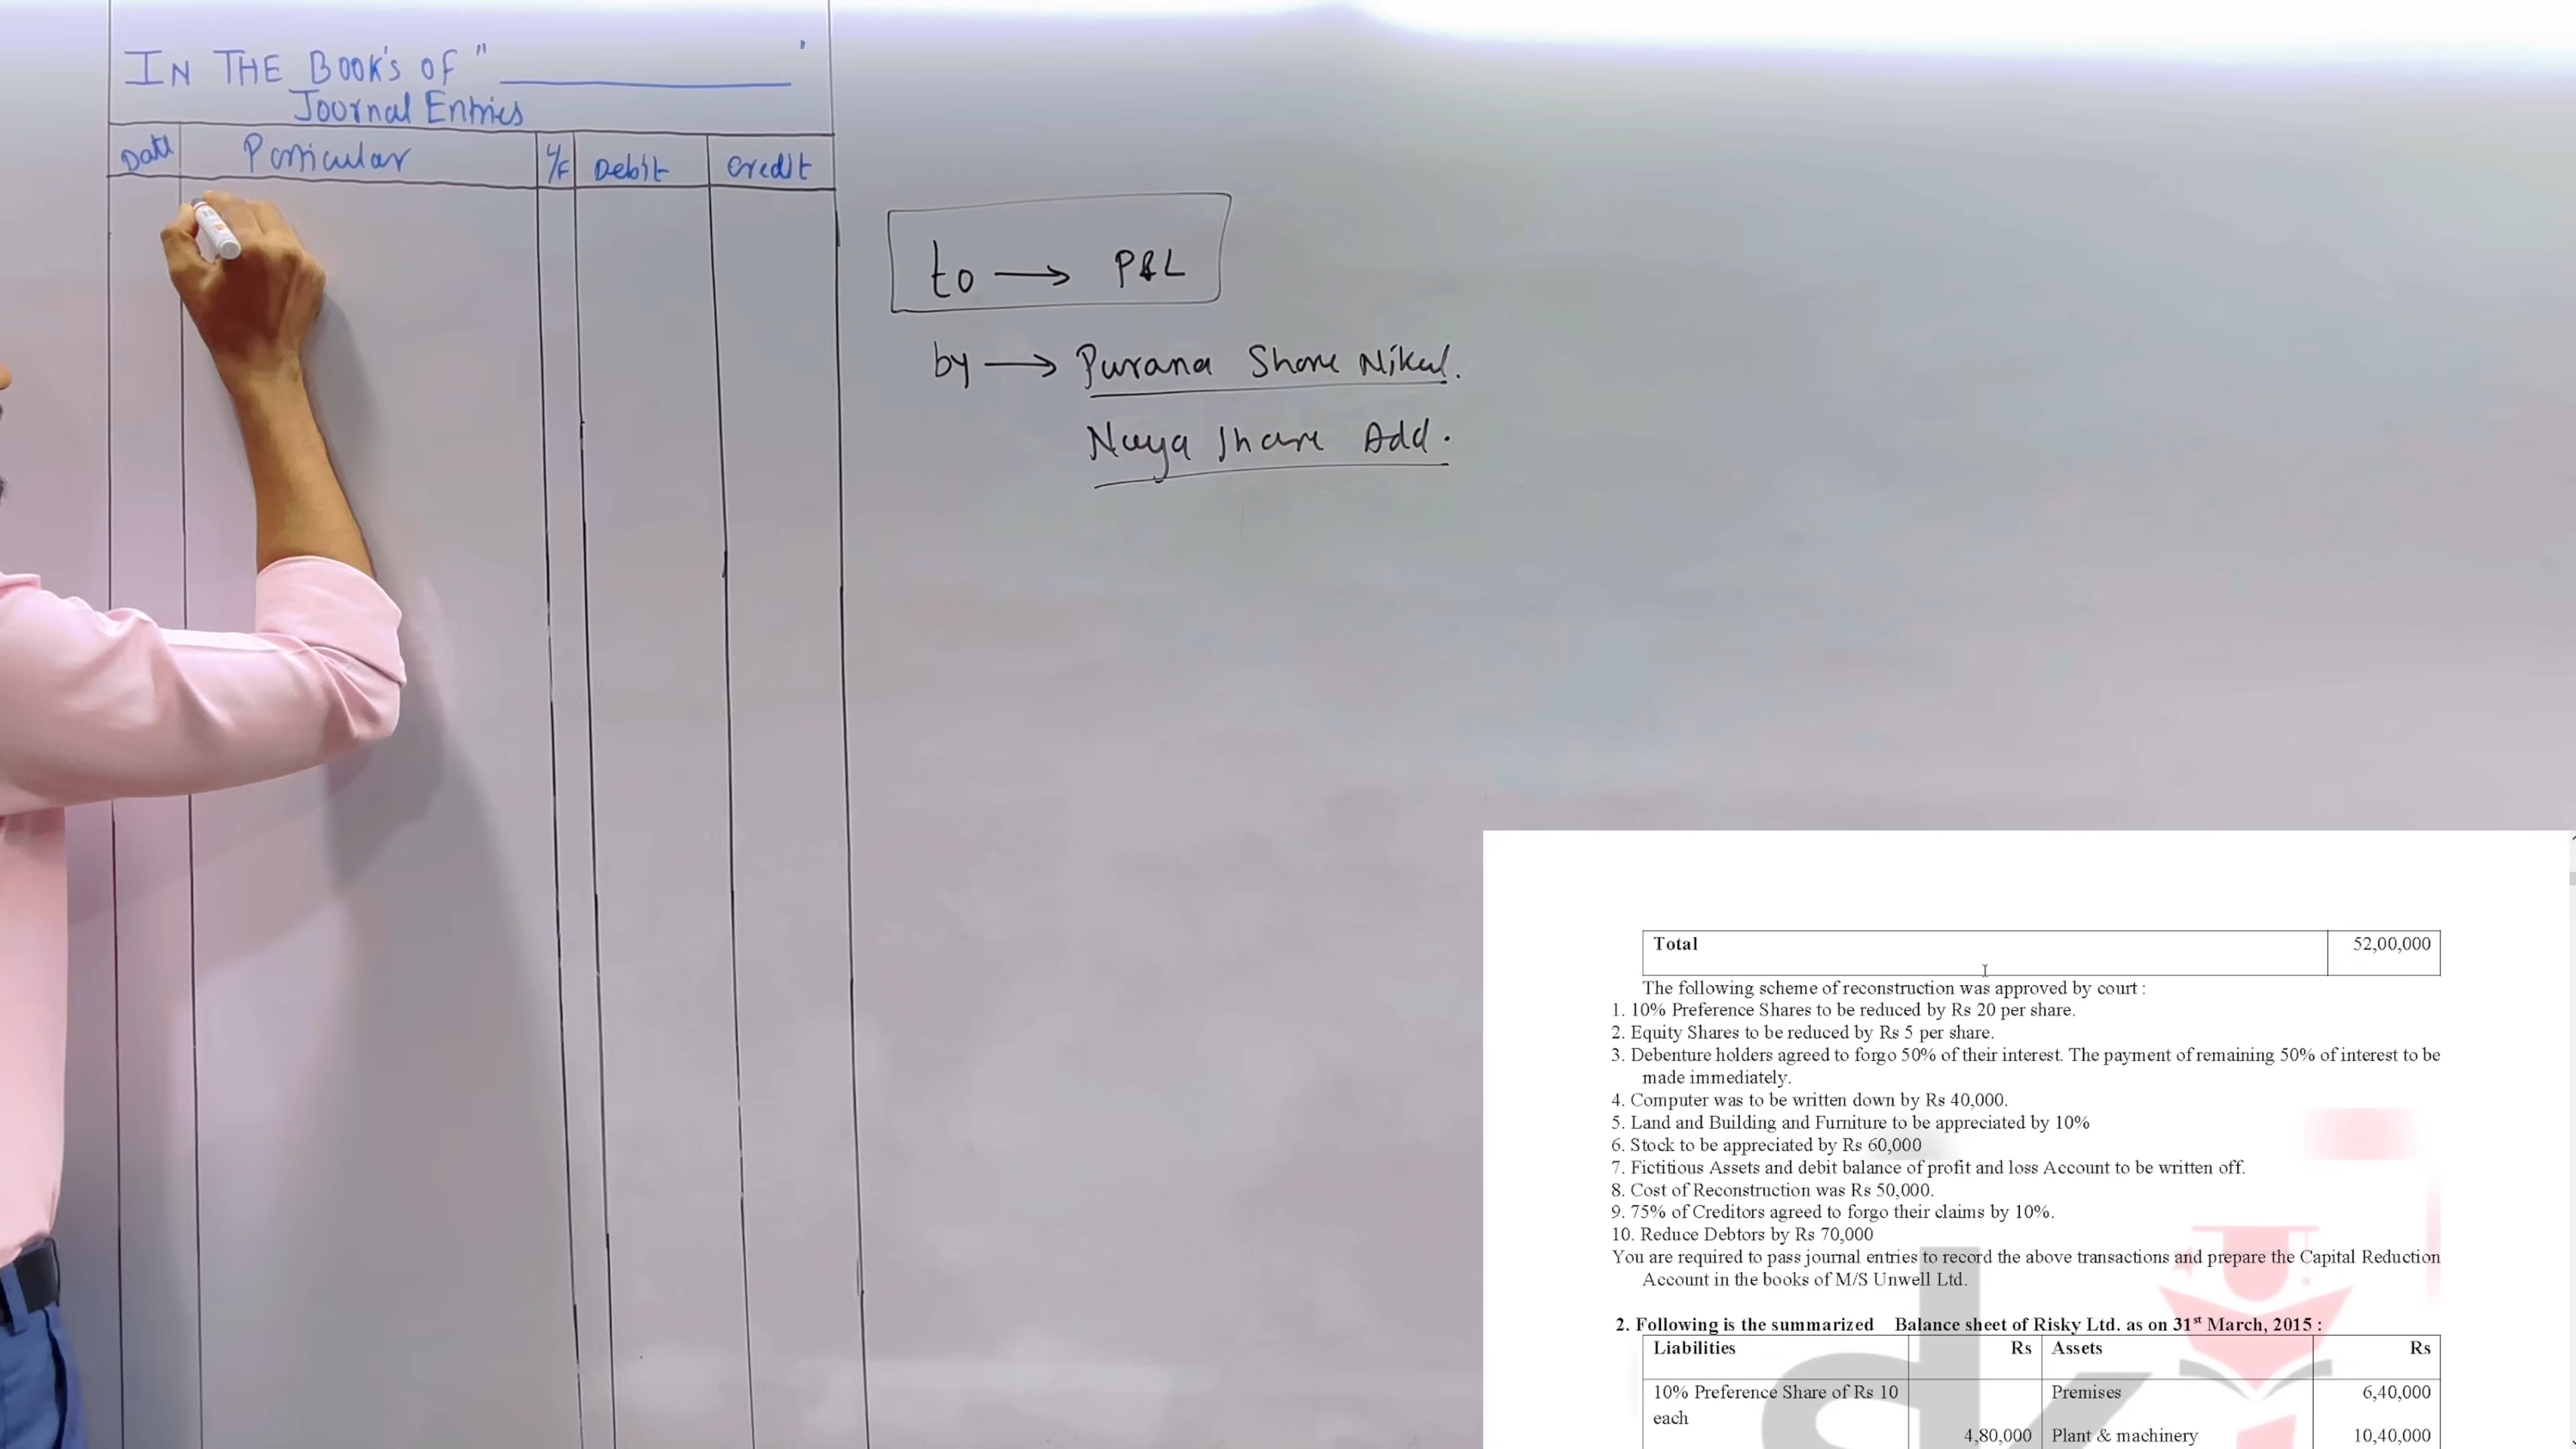 IN THE BOOK'S OF " __________ '
Journal Entries
Date Particular L/F Debit Credit
to → P&L
by → Purana Share Nikal.
Naya Share Add.
Total 52,00,000
The following scheme of reconstruction was approved by court :
1. 10% Preference Shares to be reduced by Rs 20 per share.
2. Equity Shares to be reduced by Rs 5 per share.
3. Debenture holders agreed to forgo 50% of their interest. The payment of remaining 50% of interest to be
made immediately.
4. Computer was to be written down by Rs 40,000.
5. Land and Building and Furniture to be appreciated by 10%
6. Stock to be appreciated by Rs 60,000
7. Fictitious Assets and debit balance of profit and loss Account to be written off.
8. Cost of Reconstruction was Rs 50,000.
9. 75% of Creditors agreed to forgo their claims by 10%.
10. Reduce Debtors by Rs 70,000
You are required to pass journal entries to record the above transactions and prepare the Capital Reduction
Account in the books of M/S Unwell Ltd.
2. Following is the summarized Balance sheet of Risky Ltd. as on 31st March, 2015 :
Liabilities Rs Assets Rs
10% Preference Share of Rs 10 Premises 6,40,000
each
4,80,000 Plant & machinery 10,40,000